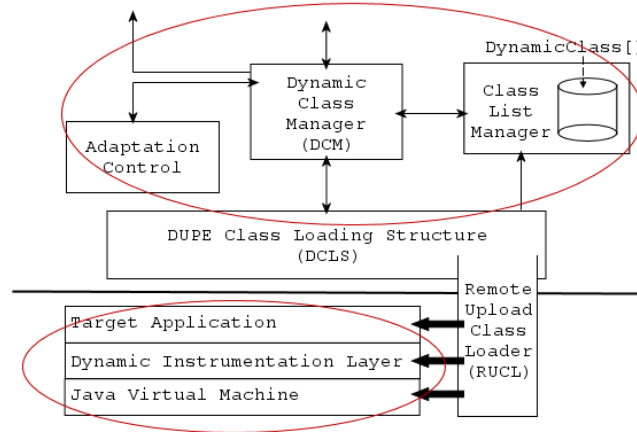 DynamicClass[]
Dynamic
Class
Manager
(DCM)
Class
List
Manager
Adaptation
Control
DUPE Class Loading Structure
(DCLS)
Remote
Upload
Class
Loader
(RUCL)
Target Application
Dynamic Instrumentation Layer
Java Virtual Machine